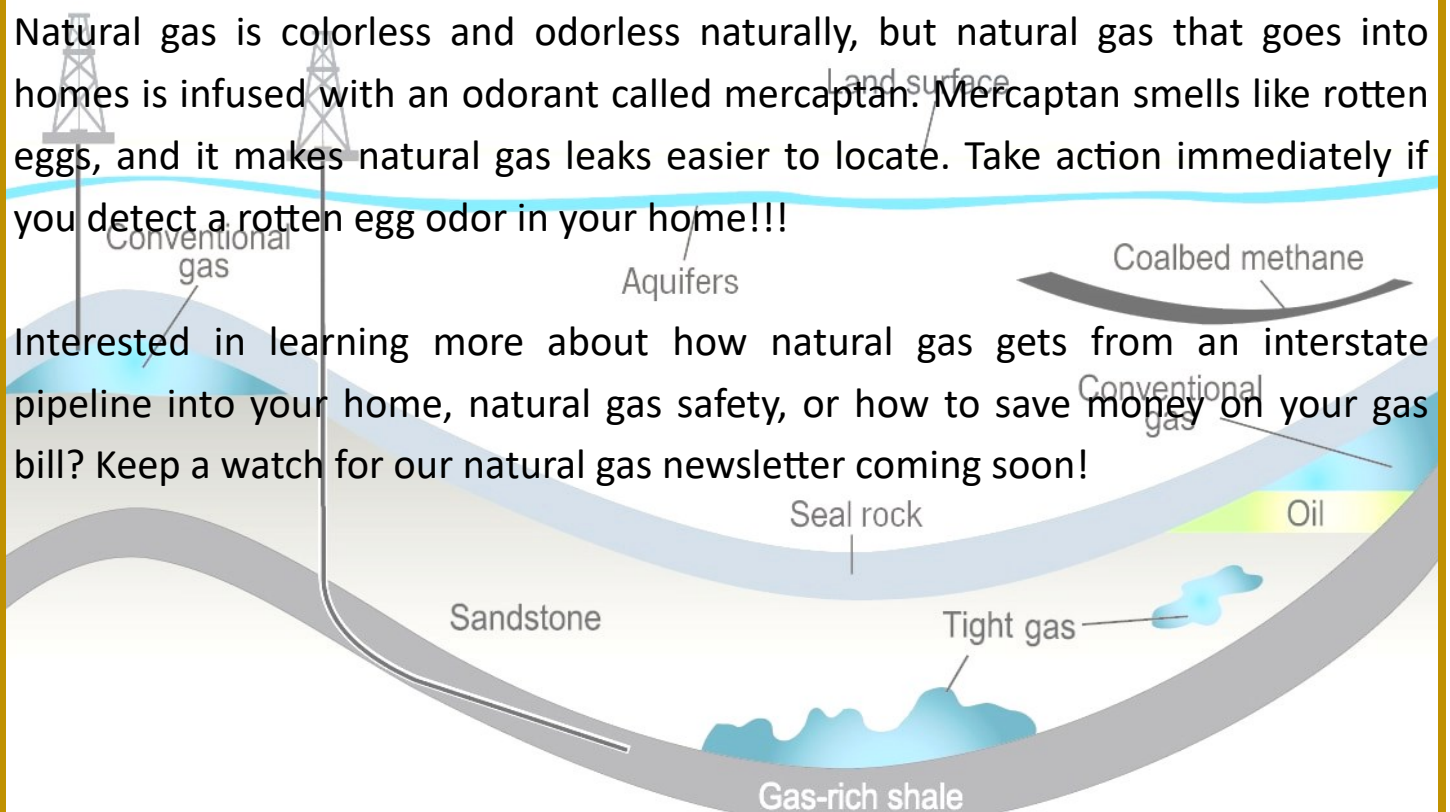 Natural gas is colorless and odorless naturally, but natural gas that goes into
homes is infused with an odorant called mercaptan. Mercaptan smells like rotten
eggs, and it makes natural gas leaks easier to locate. Take action immediately if
you detect a rotten egg odor in your home!!!
Interested in learning more about how natural gas gets from an interstate
pipeline into your home, natural gas safety, or how to save money on your gas
bill? Keep a watch for our natural gas newsletter coming soon!
Land surface
Conventional
gas
Aquifers
Coalbed methane
Conventional
gas
Seal rock
Oil
Sandstone
Tight gas
Gas-rich shale